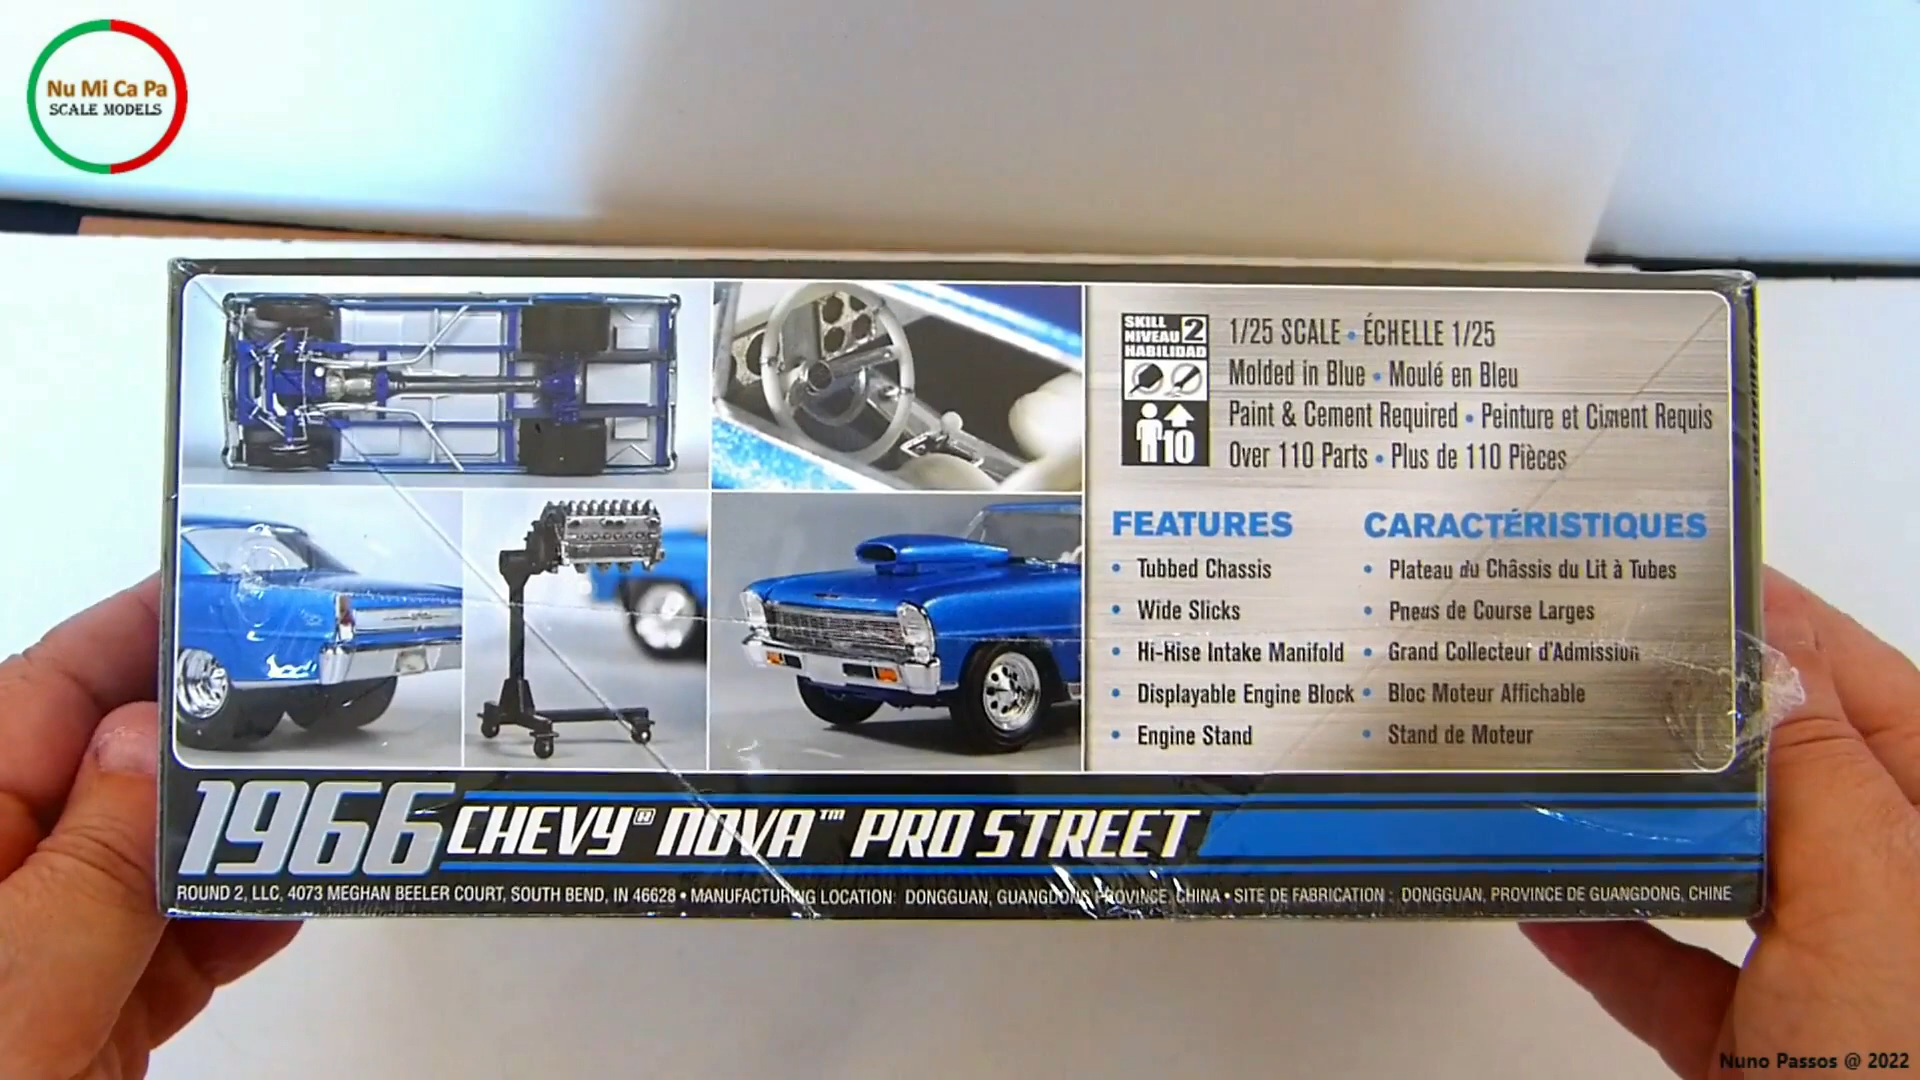 Nu Mi Ca Pa
SCALE MODELS
SKILL
NIVEAU 2
HABILIDAD
10
1/25 SCALE • ÉCHELLE 1/25
Molded in Blue • Moulé en Bleu
Paint & Cement Required • Peinture et Ciment Requis
Over 110 Parts • Plus de 110 Pièces
FEATURES
• Tubbed Chassis
• Wide Slicks
• Hi-Rise Intake Manifold
• Displayable Engine Block
• Engine Stand
CARACTÉRISTIQUES
• Plateau du Châssis du Lit à Tubes
• Pneus de Course Larges
• Grand Collecteur d'Admission
• Bloc Moteur Affichable
• Stand de Moteur
1966 CHEVY® NOVA™ PRO STREET
ROUND 2, LLC, 4073 MEGHAN BEELER COURT, SOUTH BEND, IN 46628 • MANUFACTURING LOCATION: DONGGUAN, GUANGDONG PROVINCE, CHINA • SITE DE FABRICATION : DONGGUAN, PROVINCE DE GUANGDONG, CHINE
Nuno Passos @ 2022